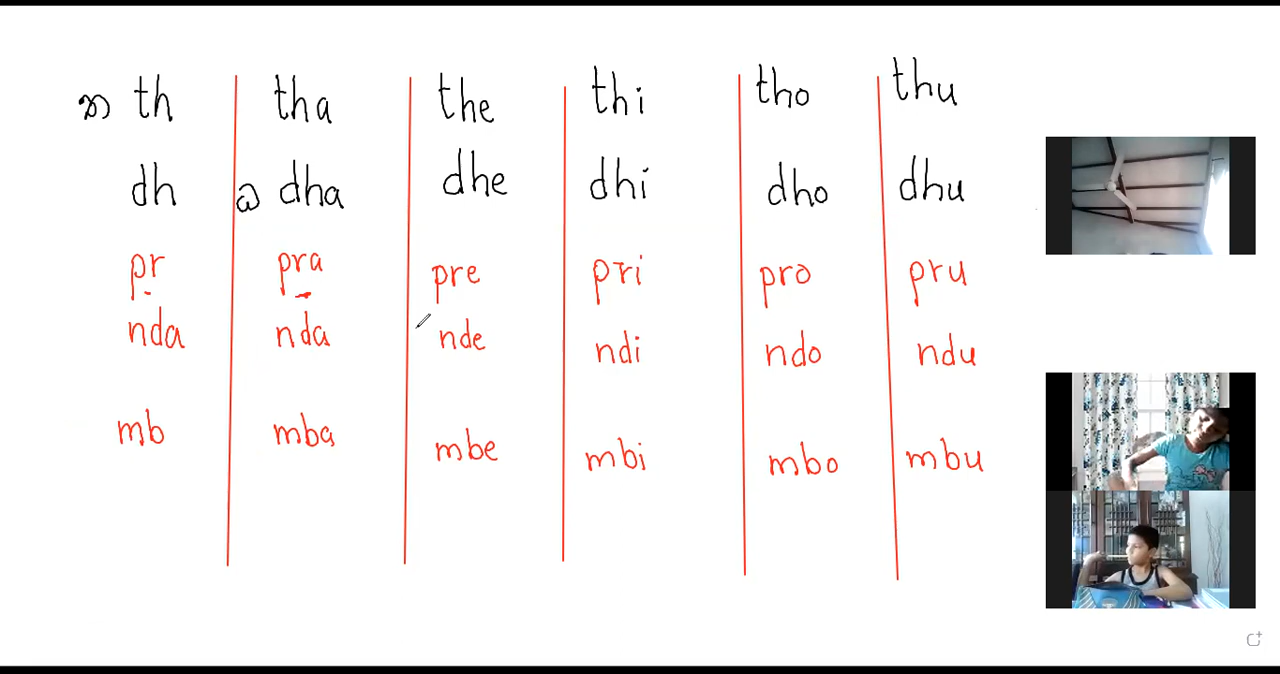 ත th tha the thi tho thu
dh ද dha dhe dhi dho dhu
pr pra pre pri pro pru
nda nda nde ndi ndo ndu
mb mba mbe mbi mbo mbu